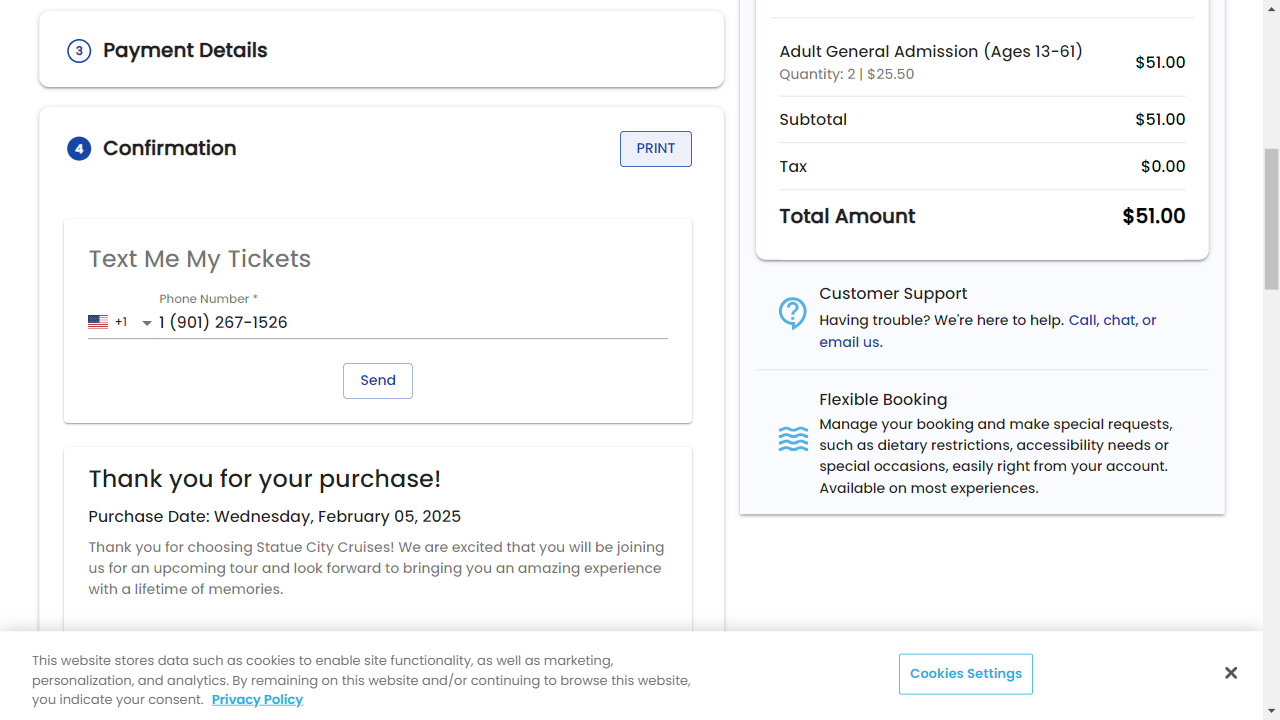 3 Payment Details
4 Confirmation
PRINT
Text Me My Tickets
Phone Number *
+1 1 (901) 267-1526
Send
Thank you for your purchase!
Purchase Date: Wednesday, February 05, 2025
Thank you for choosing Statue City Cruises! We are excited that you will be joining
us for an upcoming tour and look forward to bringing you an amazing experience
with a lifetime of memories.
Adult General Admission (Ages 13-61)
Quantity: 2 | $25.50
$51.00
Subtotal $51.00
Tax $0.00
Total Amount $51.00
Customer Support
Having trouble? We're here to help. Call, chat, or
email us.
Flexible Booking
Manage your booking and make special requests,
such as dietary restrictions, accessibility needs or
special occasions, easily right from your account.
Available on most experiences.
This website stores data such as cookies to enable site functionality, as well as marketing,
personalization, and analytics. By remaining on this website and/or continuing to browse this website,
you indicate your consent. Privacy Policy
Cookies Settings